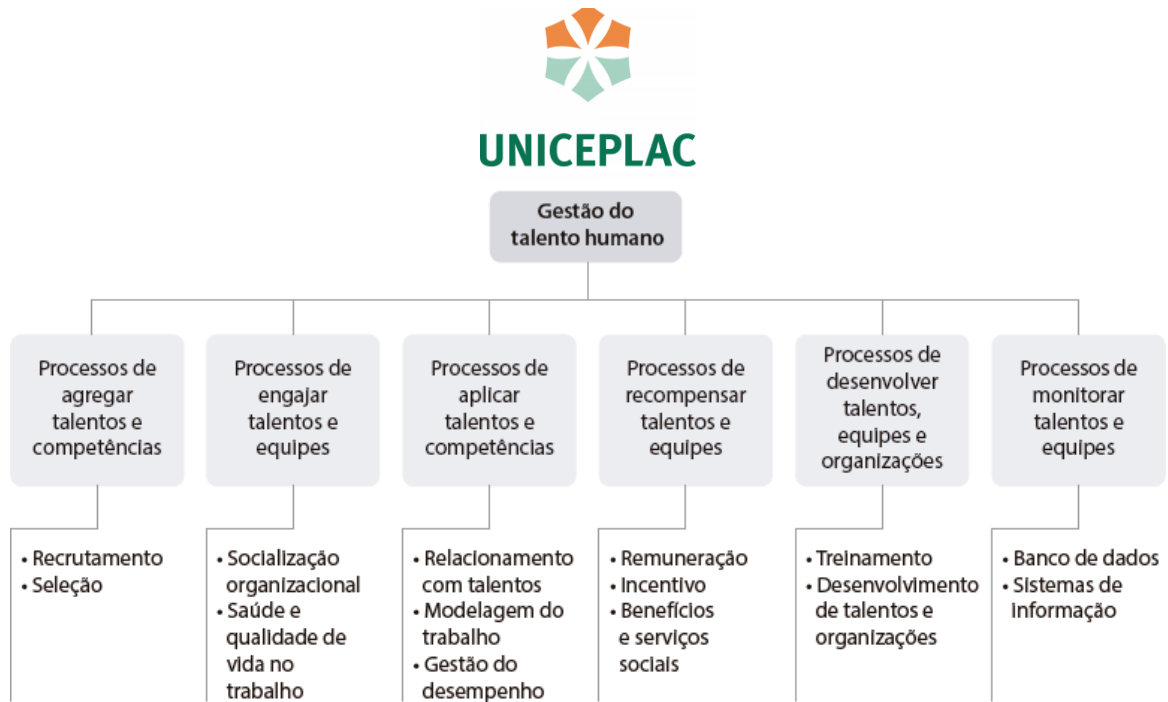 UNICEPLAC
Gestão do
talento humano
Processos de
agregar
talentos e
competências
Processos de
engajar
talentos e
equipes
Processos de
aplicar
talentos e
competências
Processos de
recompensar
talentos e
equipes
Processos de
desenvolver
talentos,
equipes e
organizações
Processos de
monitorar
talentos e
equipes
• Recrutamento
• Seleção
• Socialização
organizacional
• Saúde e
qualidade de
vida no
trabalho
• Relacionamento
com talentos
• Modelagem do
trabalho
• Gestão do
desempenho
• Remuneração
• Incentivo
• Benefícios
e serviços
sociais
• Treinamento
• Desenvolvimento
de talentos e
organizações
• Banco de dados
• Sistemas de
informação